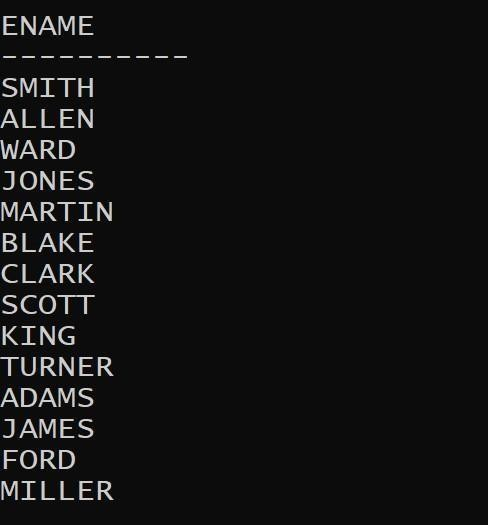 ENAME
----------
SMITH
ALLEN
WARD
JONES
MARTIN
BLAKE
CLARK
SCOTT
KING
TURNER
ADAMS
JAMES
FORD
MILLER